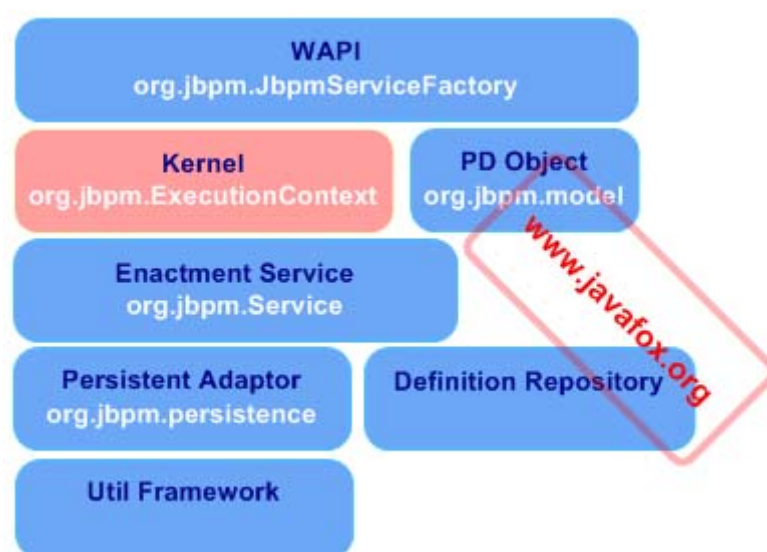 WAPI
org.jbpm.JbpmServiceFactory
Kernel
org.jbpm.ExecutionContext
PD Object
org.jbpm.model
Enactment Service
org.jbpm.Service
Persistent Adaptor
org.jbpm.persistence
Definition Repository
Util Framework
www.javafox.org